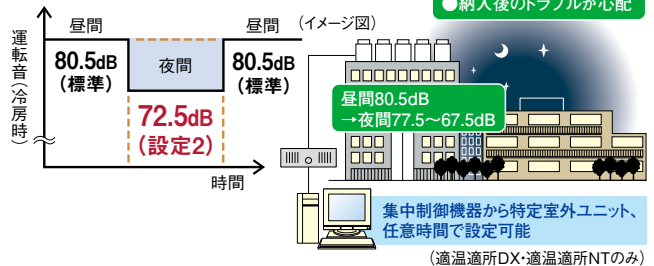 ●納入後のトラブルが心配
昼間
昼間
(イメージ図)
運転音(冷房時)
80.5dB
(標準)
夜間
80.5dB
(標準)
72.5dB
(設定2)
時間
昼間80.5dB
→夜間77.5~67.5dB
集中制御機器から特定室外ユニット、
任意時間で設定可能
(適温適所DX・適温適所NTのみ)